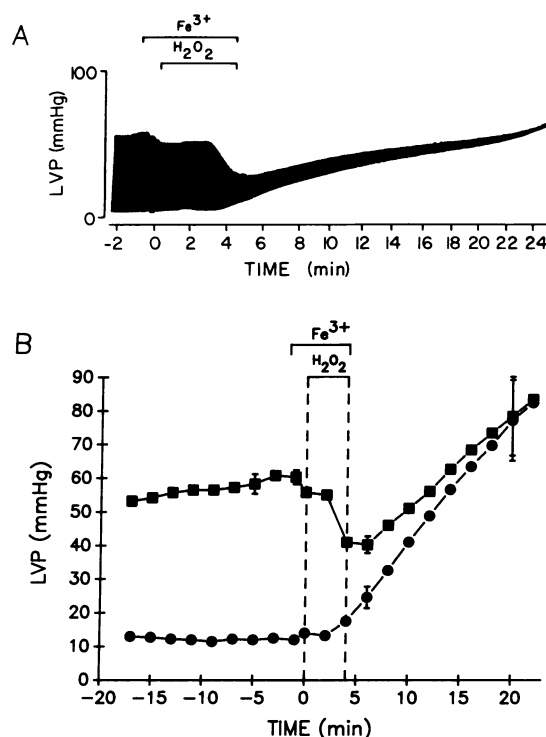 A
Fe³⁺
H₂O₂
100
0
LVP (mmHg)
-2 0 2 4 6 8 10 12 14 16 18 20 22 24
TIME (min)
B
Fe³⁺
H₂O₂
90
80
70
60
50
40
30
20
10
0
LVP (mmHg)
-20 -15 -10 -5 0 5 10 15 20
TIME (min)